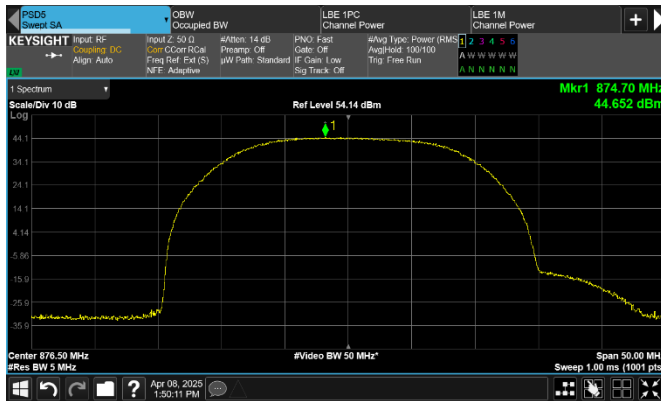 PSD5
Swept SA
OBW
Occupied BW
LBE 1PC
Channel Power
LBE 1M
Channel Power
KEYSIGHT
Input: RF
Coupling: DC
Align: Auto
Input Z: 50 Ω
Corr CCorr RCal
Freq Ref: Ext (S)
NFE: Adaptive
#Atten: 14 dB
Preamp: Off
µW Path: Standard
PNO: Fast
Gate: Off
IF Gain: Low
Sig Track: Off
#Avg Type: Power (RMS
Avg|Hold: 100/100
Trig: Free Run
1 2 3 4 5 6
A W W W W W
A N N N N N
1 Spectrum
Scale/Div 10 dB
Ref Level 54.14 dBm
Mkr1 874.70 MHz
44.652 dBm
Log
1
44.1
34.1
24.1
14.1
4.14
-5.86
-15.9
-25.9
-35.9
Center 876.50 MHz
#Video BW 50 MHz*
Span 50.00 MHz
#Res BW 5 MHz
Sweep 1.00 ms (1001 pts
Apr 08, 2025
1:50:11 PM